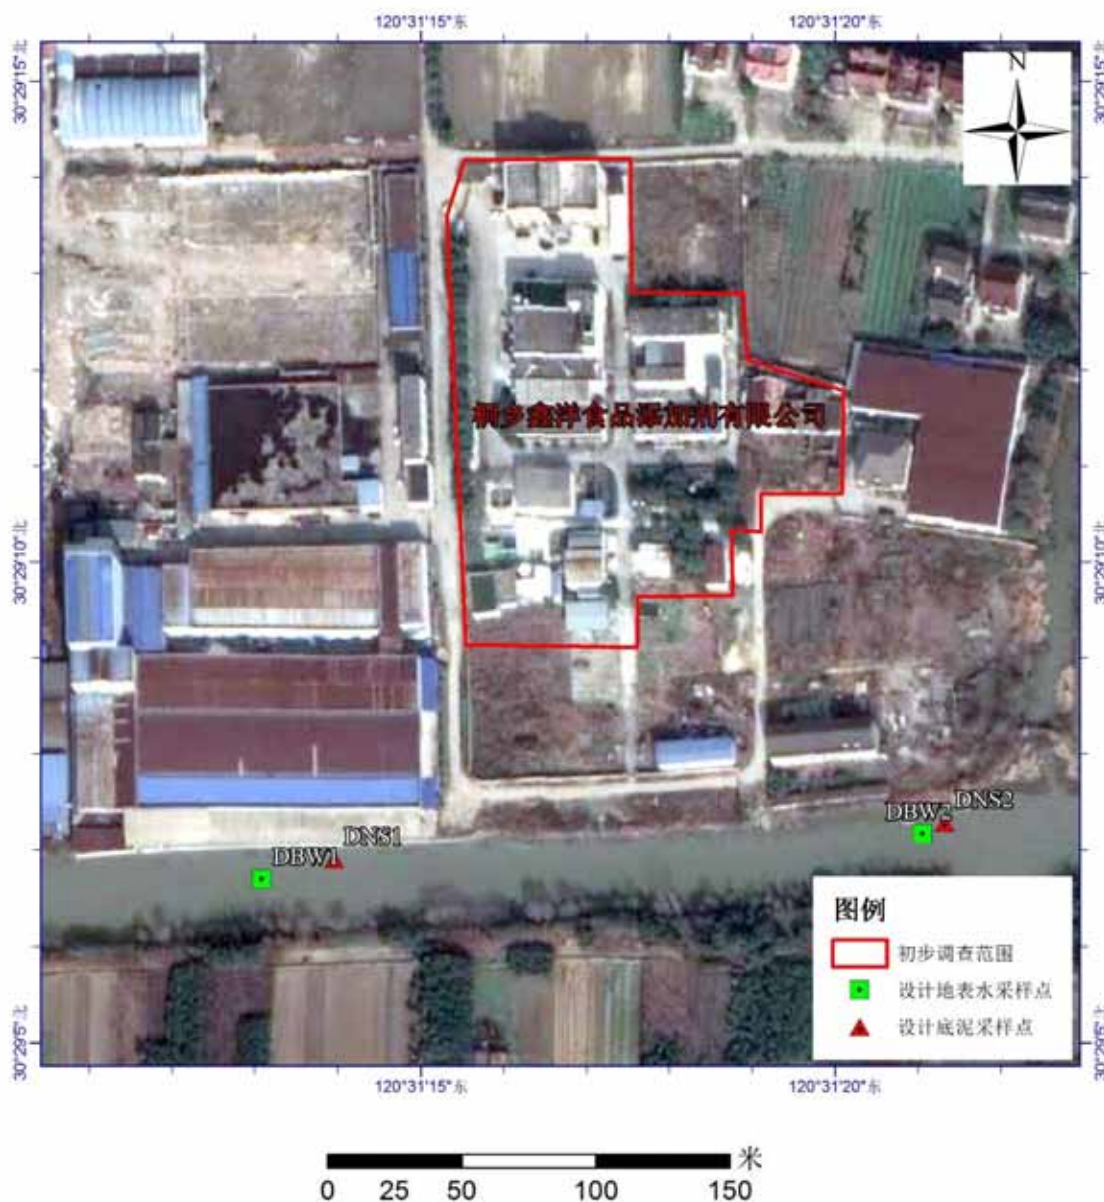 120°31'15"东
120°31'20"东
30°29'15"北
30°29'15"北
N
桐乡鑫洋食品添加剂有限公司
30°29'10"北
30°29'10"北
DBW2
DNS2
DBW1
DNS1
图例
初步调查范围
设计地表水采样点
设计底泥采样点
30°29'5"北
30°29'5"北
120°31'15"东
120°31'20"东
米
0 25 50 100 150